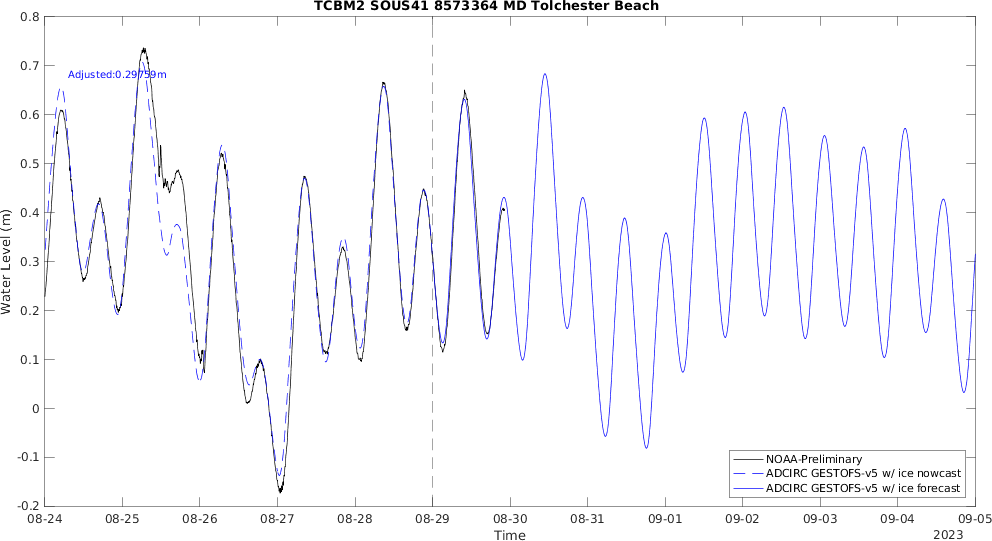 TCBM2 SOUS41 8573364 MD Tolchester Beach
0.8
0.7
0.6
0.5
0.4
0.3
0.2
0.1
0
-0.1
-0.2
Water Level (m)
Adjusted:0.29759m
NOAA-Preliminary
ADCIRC GESTOFS-v5 w/ ice nowcast
ADCIRC GESTOFS-v5 w/ ice forecast
08-24 08-25 08-26 08-27 08-28 08-29 08-30 08-31 09-01 09-02 09-03 09-04 09-05
Time
2023